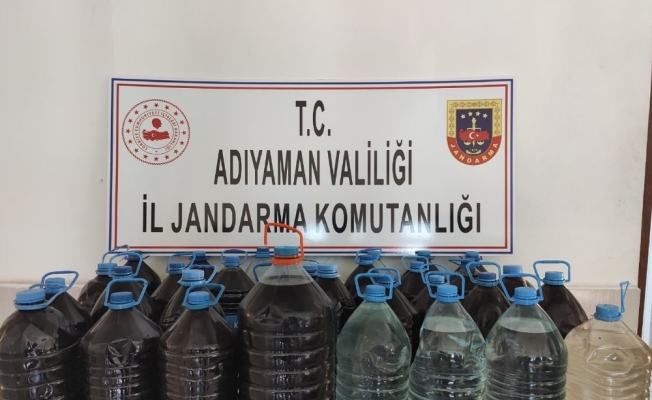 T.C.
ADIYAMAN VALİLİĞİ
İL JANDARMA KOMUTANLIĞI
JANDARMA